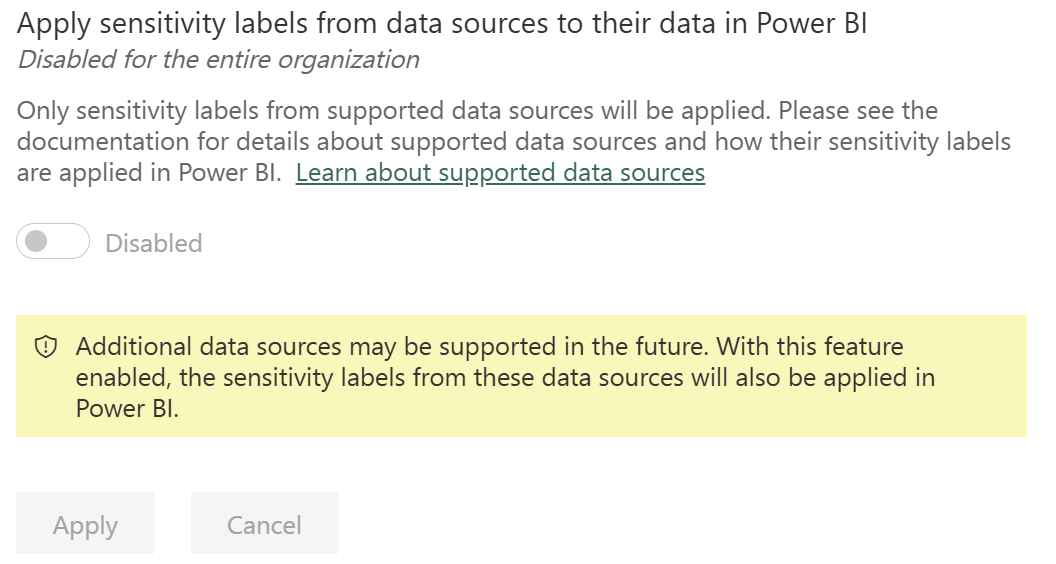 Apply sensitivity labels from data sources to their data in Power BI
Disabled for the entire organization
Only sensitivity labels from supported data sources will be applied. Please see the
documentation for details about supported data sources and how their sensitivity labels
are applied in Power BI. Learn about supported data sources
Disabled
Additional data sources may be supported in the future. With this feature
enabled, the sensitivity labels from these data sources will also be applied in
Power BI.
Apply Cancel